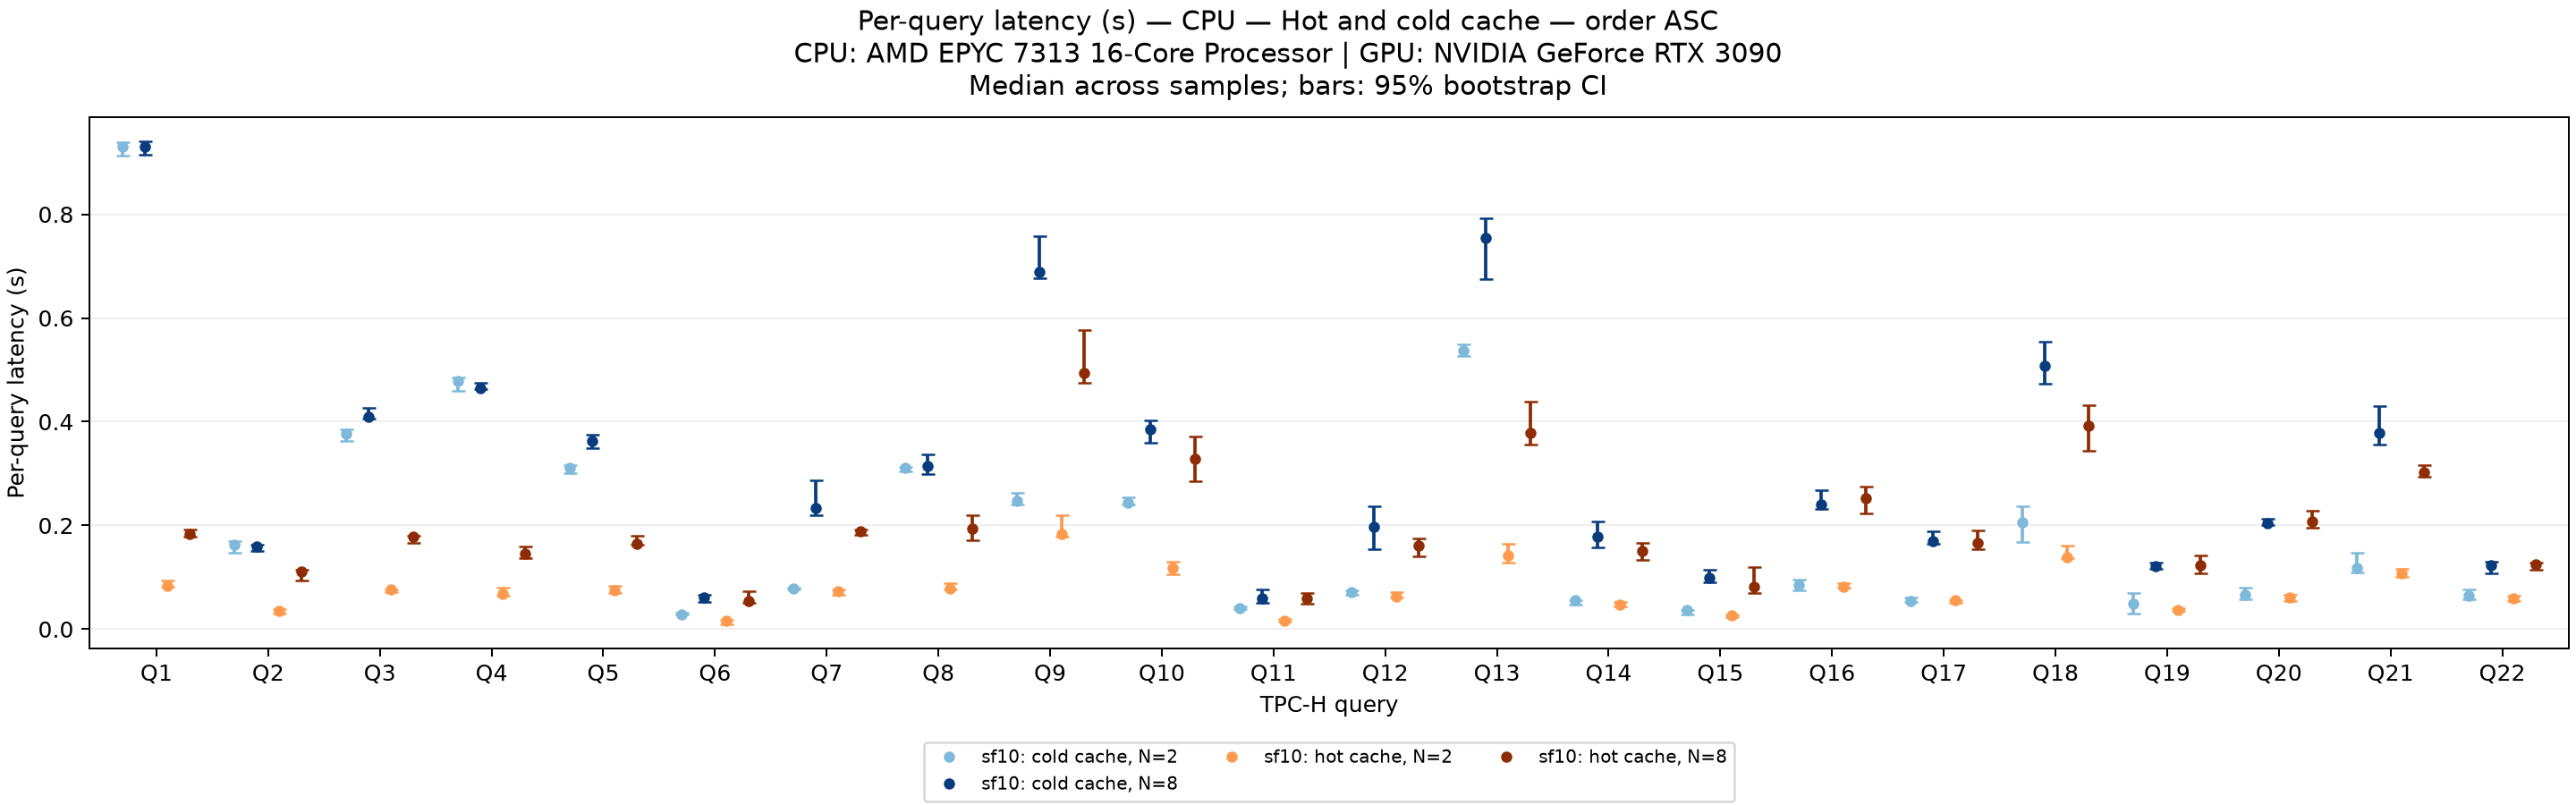 Per-query latency (s) — CPU — Hot and cold cache — order ASC
CPU: AMD EPYC 7313 16-Core Processor | GPU: NVIDIA GeForce RTX 3090
Median across samples; bars: 95% bootstrap CI
Per-query latency (s)
0.8
0.6
0.4
0.2
0.0
Q1 Q2 Q3 Q4 Q5 Q6 Q7 Q8 Q9 Q10 Q11 Q12 Q13 Q14 Q15 Q16 Q17 Q18 Q19 Q20 Q21 Q22
TPC-H query
sf10: cold cache, N=2 sf10: hot cache, N=2 sf10: hot cache, N=8
sf10: cold cache, N=8